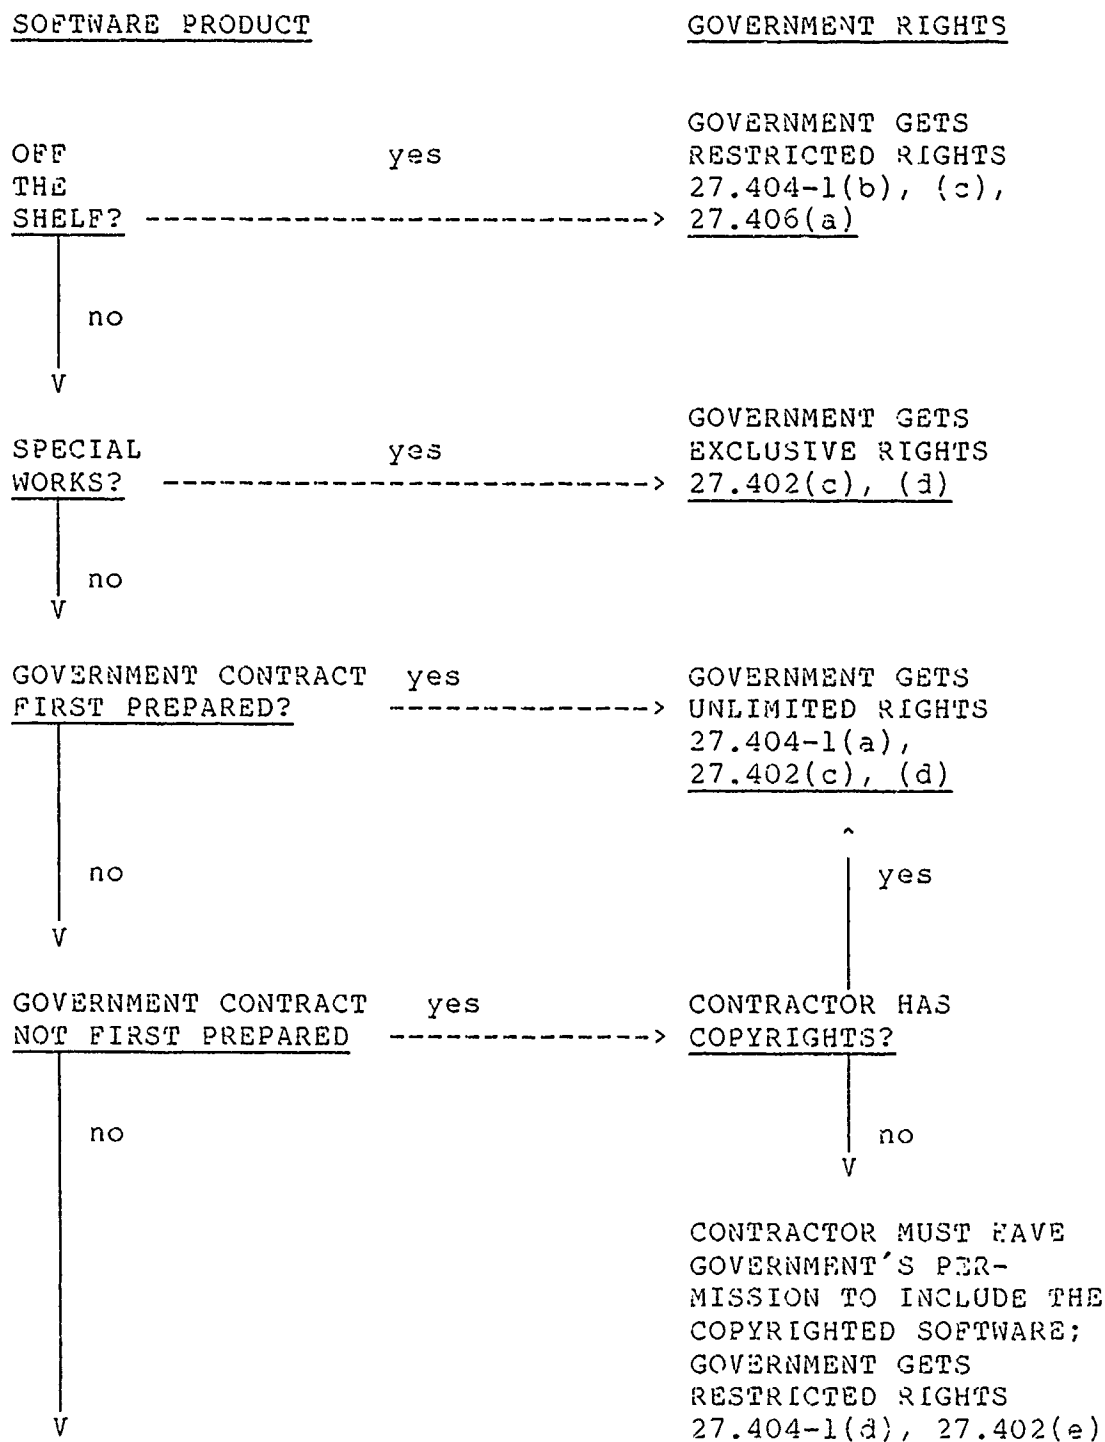 SOFTWARE PRODUCT
GOVERNMENT RIGHTS
OFF
THE
SHELF?
yes
GOVERNMENT GETS
RESTRICTED RIGHTS
27.404-1(b), (c),
27.406(a)
no
SPECIAL
WORKS?
yes
GOVERNMENT GETS
EXCLUSIVE RIGHTS
27.402(c), (d)
no
GOVERNMENT CONTRACT
FIRST PREPARED?
yes
GOVERNMENT GETS
UNLIMITED RIGHTS
27.404-1(a),
27.402(c), (d)
no
yes
GOVERNMENT CONTRACT
NOT FIRST PREPARED
yes
CONTRACTOR HAS
COPYRIGHTS?
no
no
CONTRACTOR MUST HAVE
GOVERNMENT'S PER-
MISSION TO INCLUDE THE
COPYRIGHTED SOFTWARE;
GOVERNMENT GETS
RESTRICTED RIGHTS
27.404-1(d), 27.402(e)